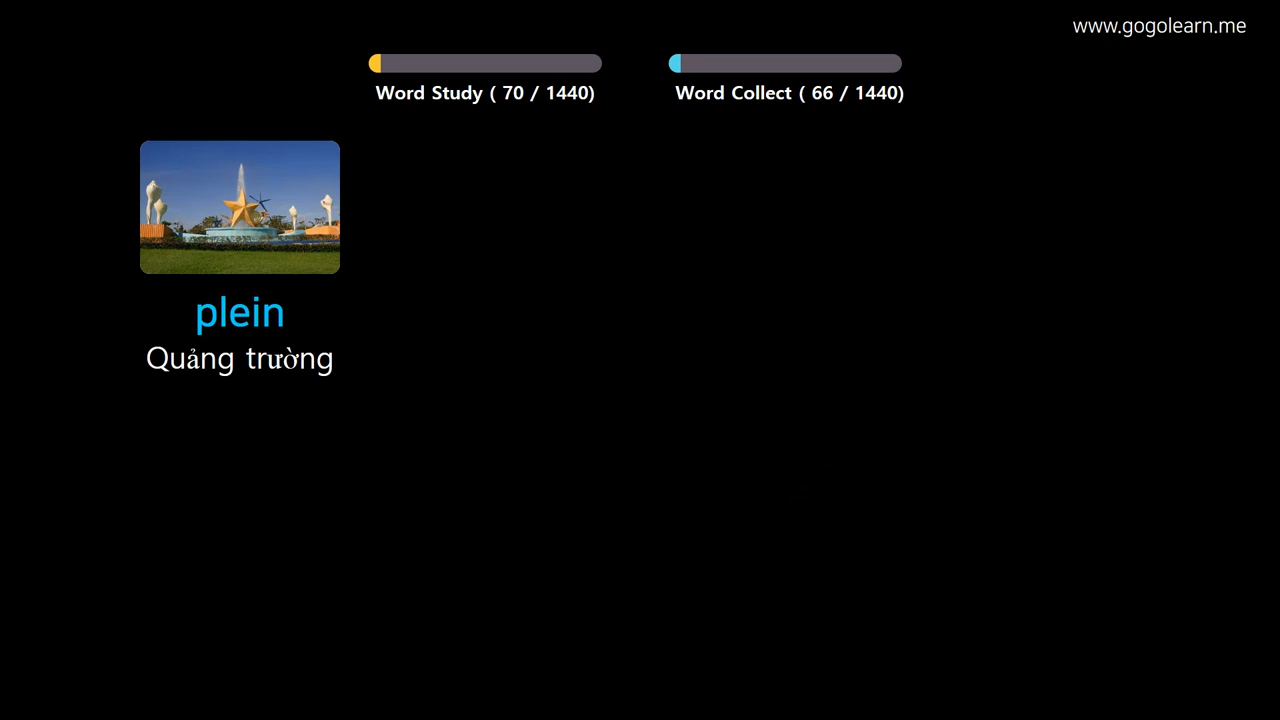 www.gogolearn.me
Word Study ( 70 / 1440)
Word Collect ( 66 / 1440)
plein
Quảng trường